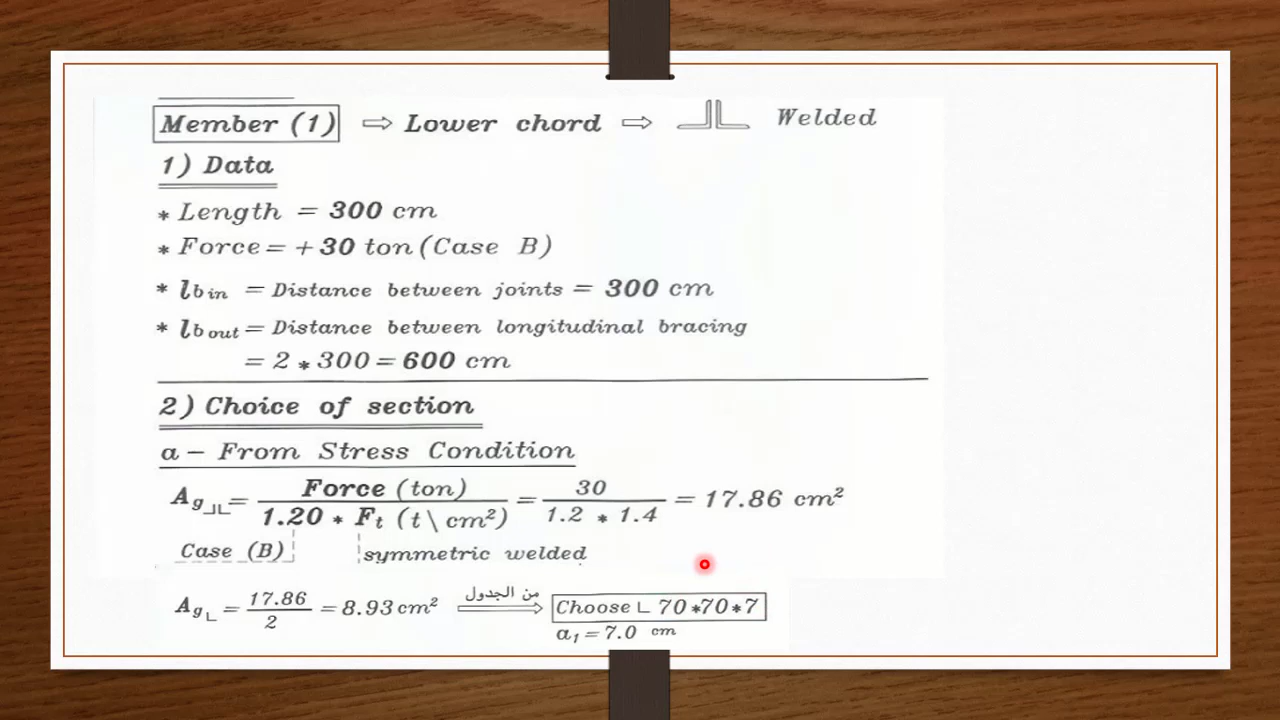 Member (1) ⇨ Lower chord ⇨ Welded
1) Data
* Length = 300 cm
* Force = + 30 ton (Case B)
* lb in = Distance between joints = 300 cm
* lb out = Distance between longitudinal bracing
= 2 * 300 = 600 cm
2) Choice of section
a - From Stress Condition
Ag = Force (ton) / 1.20 * Ft (t\cm²) = 30 / 1.2 * 1.4 = 17.86 cm²
Case (B) symmetric welded
Ag∟ = 17.86 / 2 = 8.93 cm² من الجدول ⇒ Choose ∟ 70 * 70 * 7
a1 = 7.0 cm